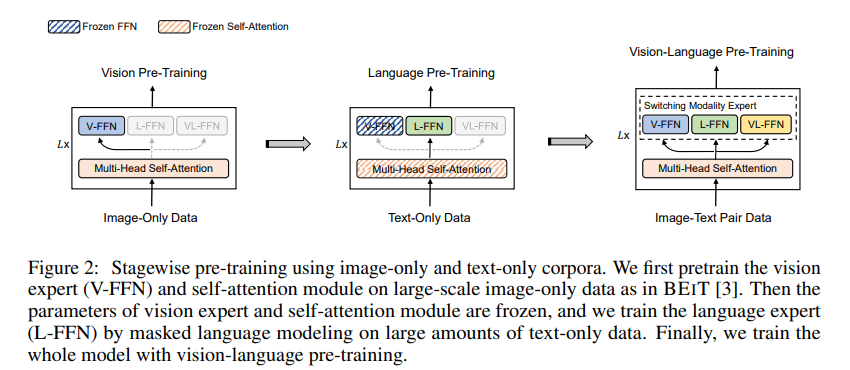 Frozen FFN Frozen Self-Attention
Vision Pre-Training
V-FFN L-FFN VL-FFN
Lx
Multi-Head Self-Attention
Image-Only Data
Language Pre-Training
V-FFN L-FFN VL-FFN
Lx
Multi-Head Self-Attention
Text-Only Data
Vision-Language Pre-Training
Switching Modality Expert
V-FFN L-FFN VL-FFN
Lx
Multi-Head Self-Attention
Image-Text Pair Data
Figure 2: Stagewise pre-training using image-only and text-only corpora. We first pretrain the vision
expert (V-FFN) and self-attention module on large-scale image-only data as in BEIT [3]. Then the
parameters of vision expert and self-attention module are frozen, and we train the language expert
(L-FFN) by masked language modeling on large amounts of text-only data. Finally, we train the
whole model with vision-language pre-training.